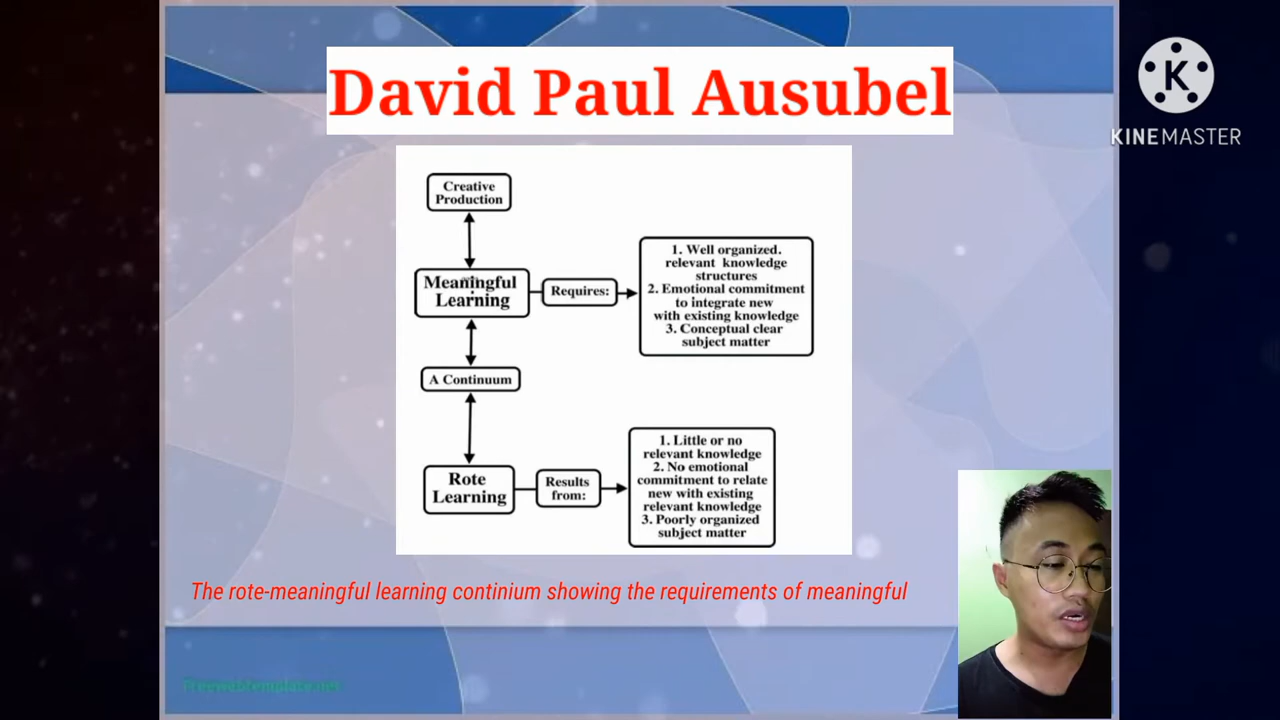 David Paul Ausubel
KINEMASTER
Creative
Production
Meaningful
Learning
Requires:
1. Well organized.
relevant knowledge
structures
2. Emotional commitment
to integrate new
with existing knowledge
3. Conceptual clear
subject matter
A Continuum
Rote
Learning
Results
from:
1. Little or no
relevant knowledge
2. No emotional
commitment to relate
new with existing
relevant knowledge
3. Poorly organized
subject matter
The rote-meaningful learning continium showing the requirements of meaningful
Freewebtemplate.net